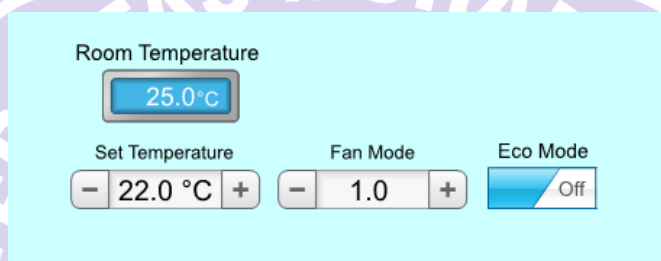 Room Temperature
25.0°C
Set Temperature
Fan Mode
Eco Mode
− 22.0 °C +
− 1.0 +
Off